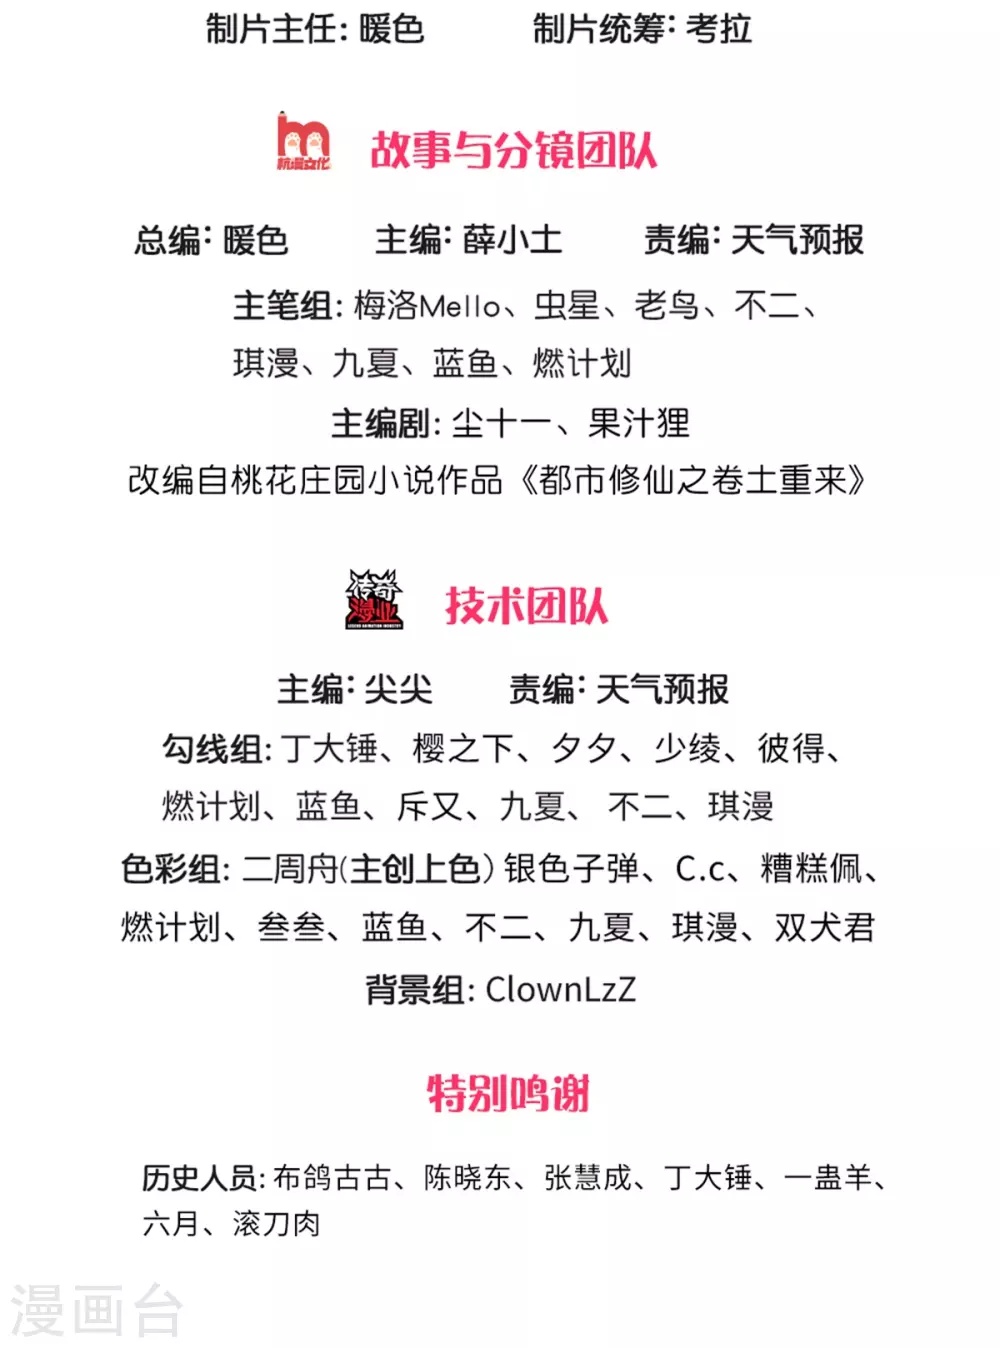 制片主任: 暖色 制片统筹: 考拉
杭漫文化
故事与分镜团队
总编: 暖色 主编: 薛小土 责编: 天气预报
主笔组: 梅洛Mello、虫星、老鸟、不二、
琪漫、九夏、蓝鱼、燃计划
主编剧: 尘十一、果汁狸
改编自桃花庄园小说作品《都市修仙之卷土重来》
传奇
漫业
LEGEND ANIMATION INDUSTRY
技术团队
主编: 尖尖 责编: 天气预报
勾线组: 丁大锤、樱之下、夕夕、少绫、彼得、
燃计划、蓝鱼、斥又、九夏、 不二、琪漫
色彩组: 二周舟(主创上色) 银色子弹、C.c、糟糕佩、
燃计划、叁叁、蓝鱼、不二、九夏、琪漫、双犬君
背景组: ClownLzZ
特别鸣谢
历史人员: 布鸽古古、陈晓东、张慧成、丁大锤、一蛊羊、
六月、滚刀肉
漫画台